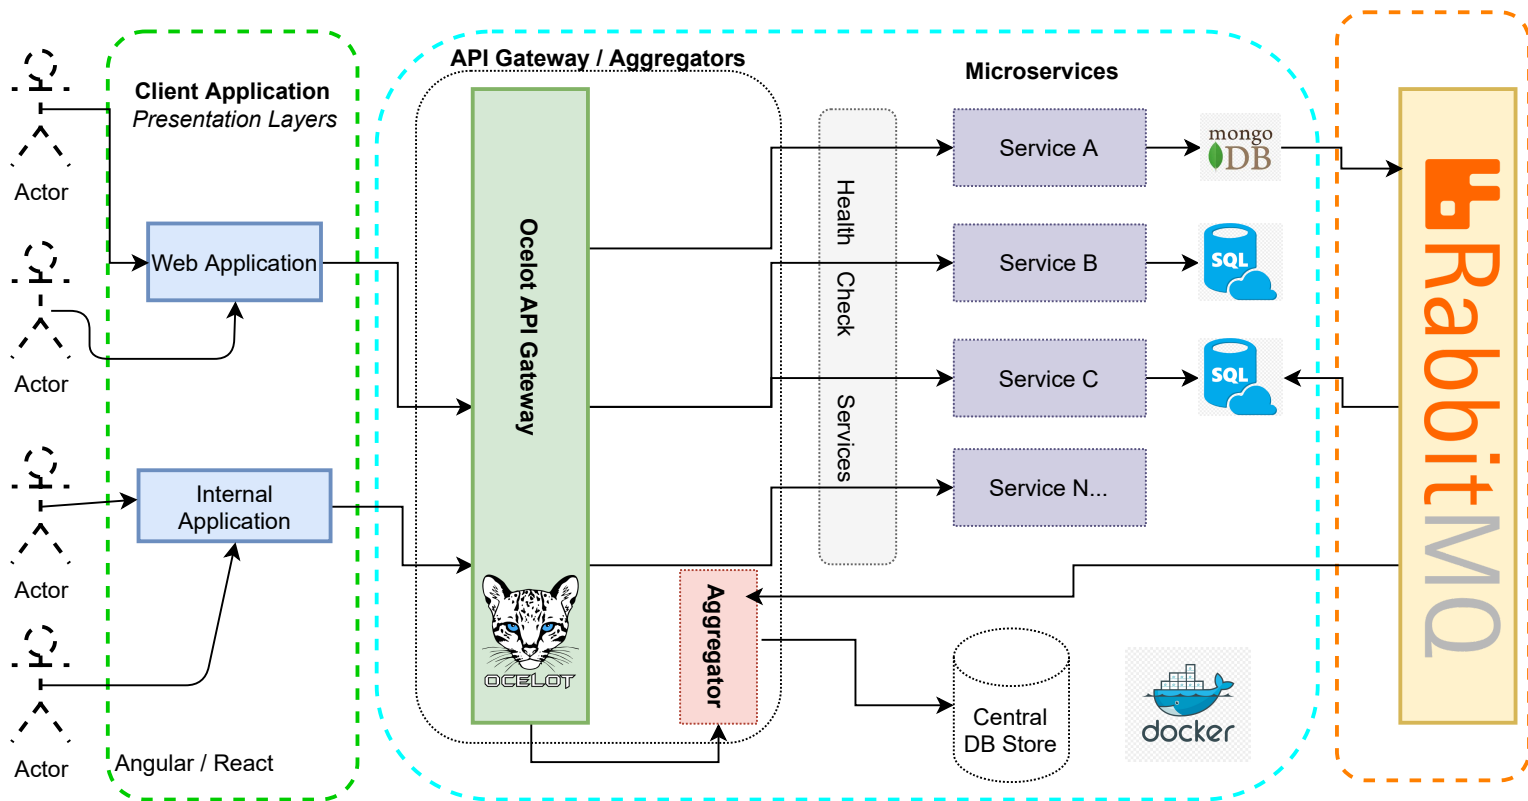 API Gateway / Aggregators
Microservices
Client Application
Presentation Layers
Actor
Actor
Actor
Actor
Web Application
Internal
Application
Angular / React
Ocelot API Gateway
OCELOT
Aggregator
Health Check Services
Service A
Service B
Service C
Service N...
mongo
DB
SQL
SQL
Central
DB Store
docker
RabbitMQ